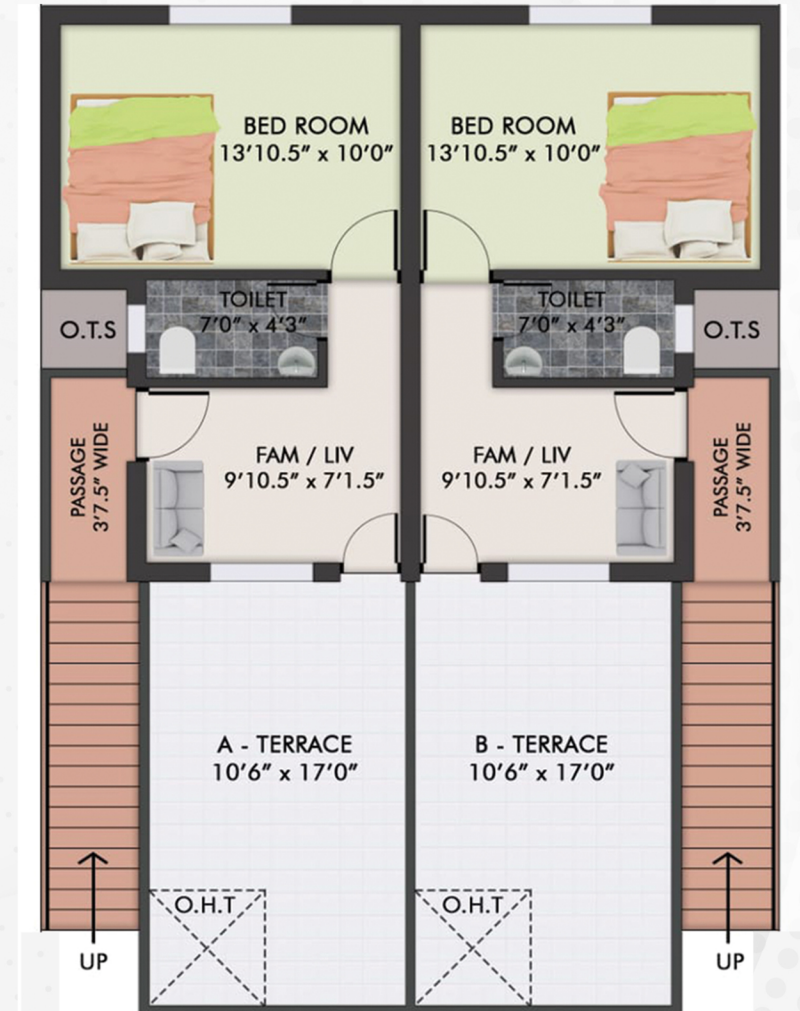 BED ROOM
13'10.5" x 10'0"
BED ROOM
13'10.5" x 10'0"
O.T.S
TOILET
7'0" x 4'3"
TOILET
7'0" x 4'3"
O.T.S
PASSAGE
3'7.5" WIDE
FAM / LIV
9'10.5" x 7'1.5"
FAM / LIV
9'10.5" x 7'1.5"
PASSAGE
3'7.5" WIDE
A - TERRACE
10'6" x 17'0"
B - TERRACE
10'6" x 17'0"
O.H.T
O.H.T
UP
UP